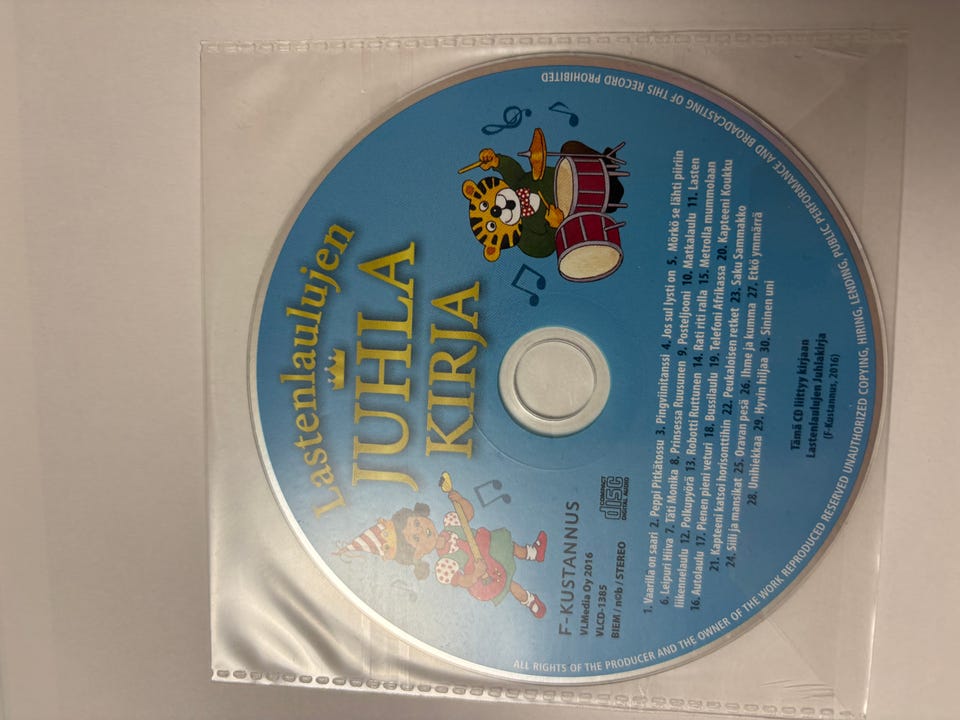 Lastenlaulujen
JUHLA
KIRJA
F-KUSTANNUS
VLMedia Oy 2016
VLCD-1385
BIEM / n©b / STEREO
COMPACT
disc
DIGITAL AUDIO
1. Vaarilla on saari 2. Peppi Pitkätossu 3. Pingviinitanssi 4. Jos sul lysti on 5. Mörkö se lähti piiriin
6. Leipuri Hiiva 7. Täti Monika 8. Prinsessa Ruusunen 9. Posteljooni 10. Matkalaulu 11. Lasten
liikennelaulu 12. Polkupyörä 13. Robotti Ruttunen 14. Rati riti ralla 15. Metrolla mummolaan
16. Autolaulu 17. Pienen pieni veturi 18. Bussilaulu 19. Telefoni Afrikassa 20. Kapteeni Koukku
21. Kapteeni katsoi horisonttihin 22. Peukaloisen retket 23. Saku Sammakko
24. Silli ja mansikat 25. Oravan pesä 26. Ihme ja kumma 27. Etkö ymmärrä
28. Unihiekkaa 29. Hyvin hiljaa 30. Sininen uni
Tämä CD liittyy kirjaan
Lastenlaulujen Juhlakirja
(F-Kustannus, 2016)
ALL RIGHTS OF THE PRODUCER AND THE OWNER OF THE WORK REPRODUCED RESERVED UNAUTHORIZED COPYING, HIRING, LENDING, PUBLIC PERFORMANCE AND BROADCASTING OF THIS RECORD PROHIBITED